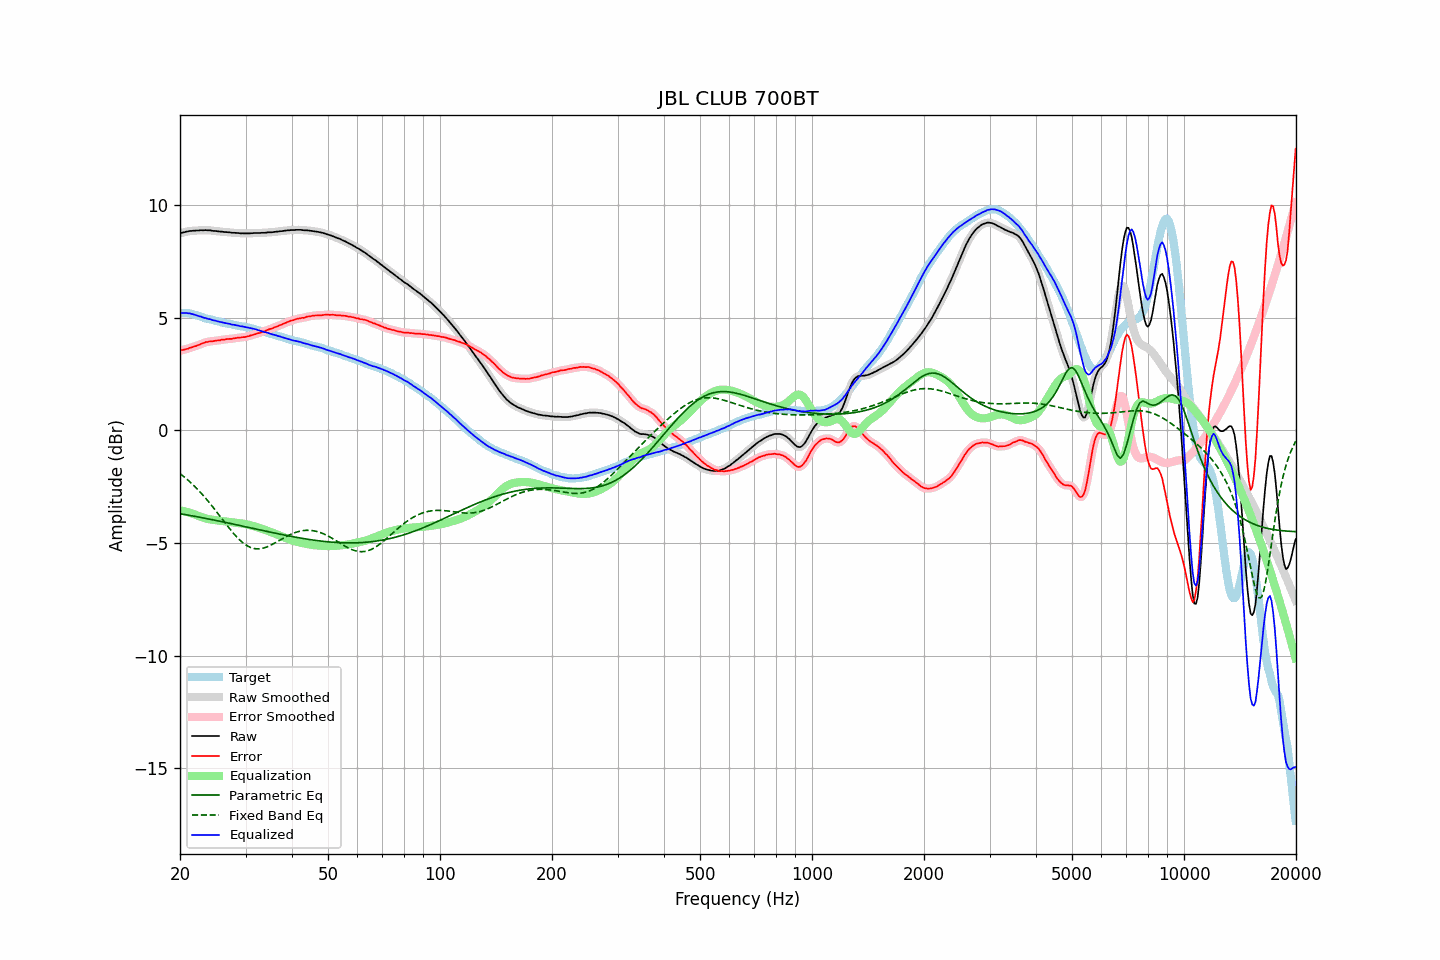 JBL CLUB 700BT
Amplitude (dBr)
10
5
0
−5
−10
−15
Target
Raw Smoothed
Error Smoothed
Raw
Error
Equalization
Parametric Eq
Fixed Band Eq
Equalized
20 50 100 200 500 1000 2000 5000 10000 20000
Frequency (Hz)